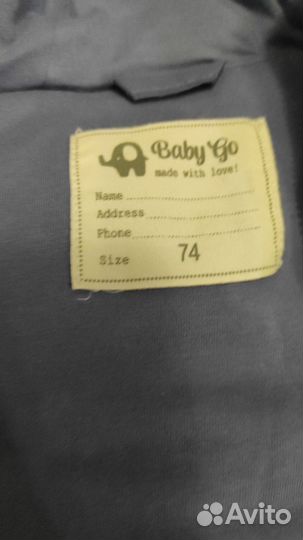 Baby Go
made with love!
Name
Address
Phone
Size 74
Avito